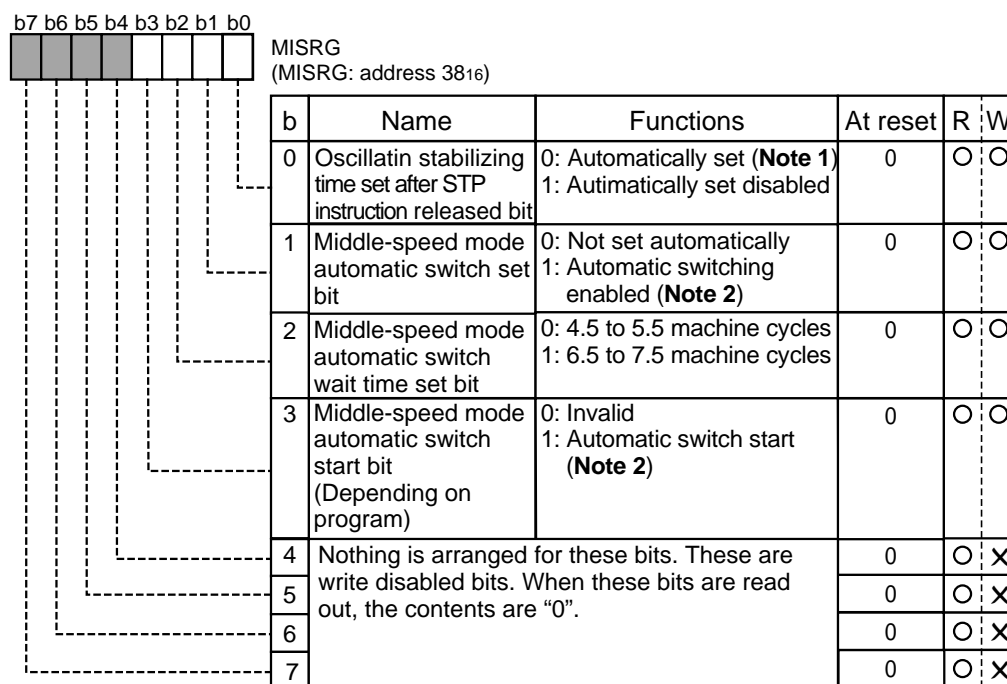 b7 b6 b5 b4 b3 b2 b1 b0
MISRG
(MISRG: address 3816)
b Name Functions At reset R W
0 Oscillatin stabilizing time set after STP instruction released bit
0: Automatically set (Note 1)
1: Autimatically set disabled
0 O O
1 Middle-speed mode automatic switch set bit
0: Not set automatically
1: Automatic switching enabled (Note 2)
0 O O
2 Middle-speed mode automatic switch wait time set bit
0: 4.5 to 5.5 machine cycles
1: 6.5 to 7.5 machine cycles
0 O O
3 Middle-speed mode automatic switch start bit (Depending on program)
0: Invalid
1: Automatic switch start (Note 2)
0 O O
4 Nothing is arranged for these bits. These are write disabled bits. When these bits are read out, the contents are “0”.
0 O X
5 0 O X
6 0 O X
7 0 O X